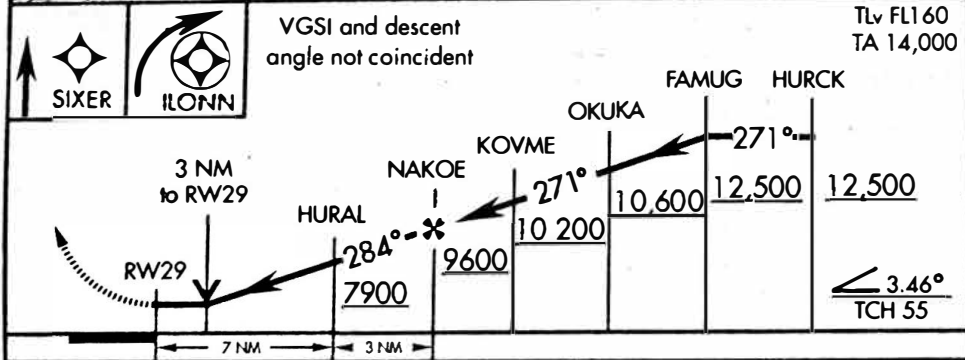 VGSI and descent
angle not coincident
TLv FL160
TA 14,000
SIXER
ILONN
FAMUG HURCK
OKUKA
KOVME
NAKOE
HURAL
3 NM
to RW29
RW29
271°
271°
284°
12,500
12,500
10,600
10 200
9600
7900
3.46°
TCH 55
7 NM
3 NM